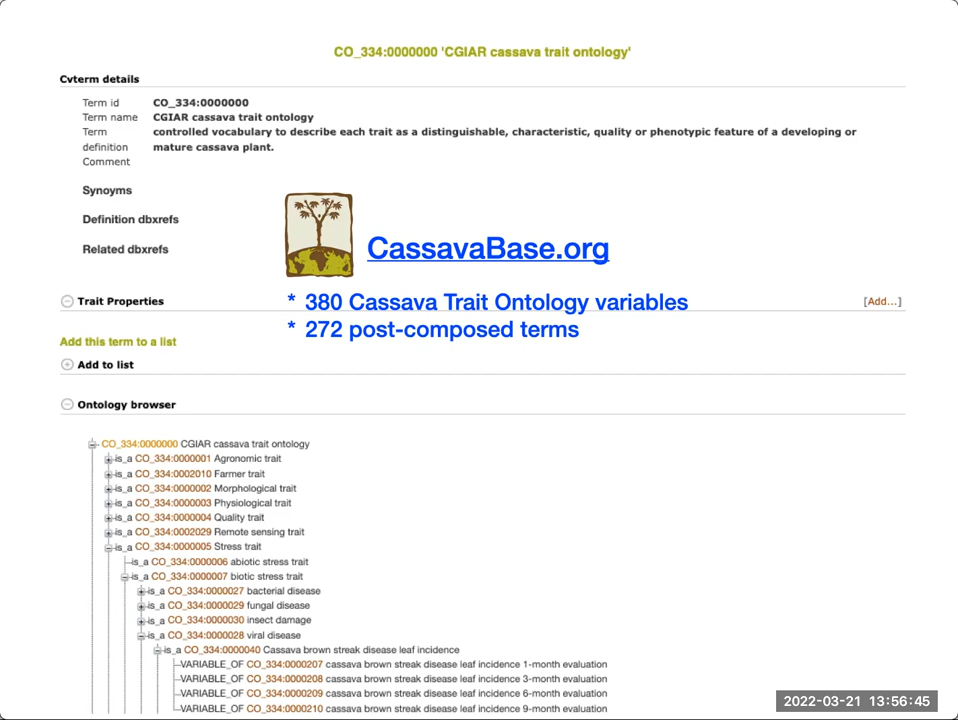 CO_334:0000000 'CGIAR cassava trait ontology'
Cvterm details
Term id CO_334:0000000
Term name CGIAR cassava trait ontology
Term definition controlled vocabulary to describe each trait as a distinguishable, characteristic, quality or phenotypic feature of a developing or
mature cassava plant.
Comment
Synoyms
Definition dbxrefs
Related dbxrefs
CassavaBase.org
Trait Properties
[Add...]
* 380 Cassava Trait Ontology variables
* 272 post-composed terms
Add this term to a list
Add to list
Ontology browser
CO_334:0000000 CGIAR cassava trait ontology
is_a CO_334:0000001 Agronomic trait
is_a CO_334:0002010 Farmer trait
is_a CO_334:0000002 Morphological trait
is_a CO_334:0000003 Physiological trait
is_a CO_334:0000004 Quality trait
is_a CO_334:0002029 Remote sensing trait
is_a CO_334:0000005 Stress trait
is_a CO_334:0000006 abiotic stress trait
is_a CO_334:0000007 biotic stress trait
is_a CO_334:0000027 bacterial disease
is_a CO_334:0000029 fungal disease
is_a CO_334:0000030 insect damage
is_a CO_334:0000028 viral disease
is_a CO_334:0000040 Cassava brown streak disease leaf incidence
VARIABLE_OF CO_334:0000207 cassava brown streak disease leaf incidence 1-month evaluation
VARIABLE_OF CO_334:0000208 cassava brown streak disease leaf incidence 3-month evaluation
VARIABLE_OF CO_334:0000209 cassava brown streak disease leaf incidence 6-month evaluation
VARIABLE_OF CO_334:0000210 cassava brown streak disease leaf incidence 9-month evaluation
2022-03-21 13:56:45